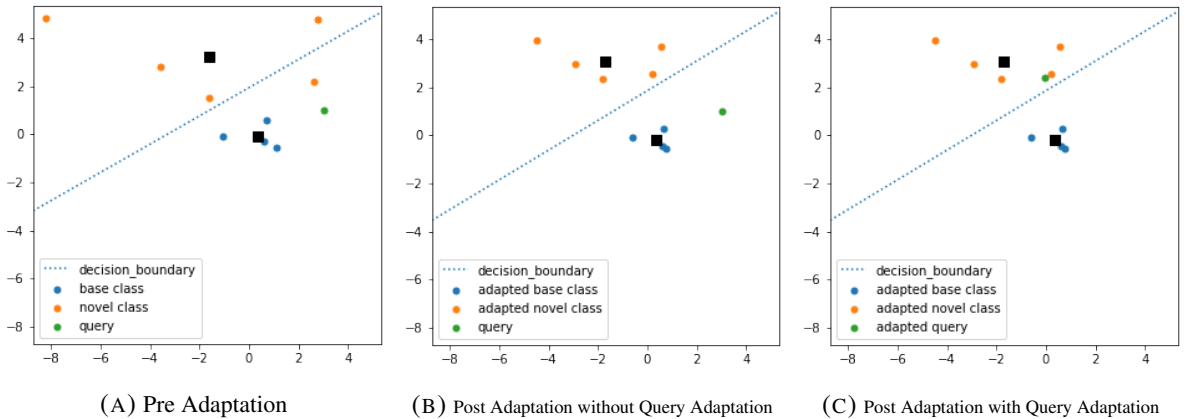 4
2
0
−2
−4
−6
−8
decision_boundary
base class
novel class
query
−8 −6 −4 −2 0 2 4
(A) Pre Adaptation
4
2
0
−2
−4
−6
−8
decision_boundary
adapted base class
adapted novel class
query
−8 −6 −4 −2 0 2 4
(B) Post Adaptation without Query Adaptation
4
2
0
−2
−4
−6
−8
decision_boundary
adapted base class
adapted novel class
adapted query
−8 −6 −4 −2 0 2 4
(C) Post Adaptation with Query Adaptation